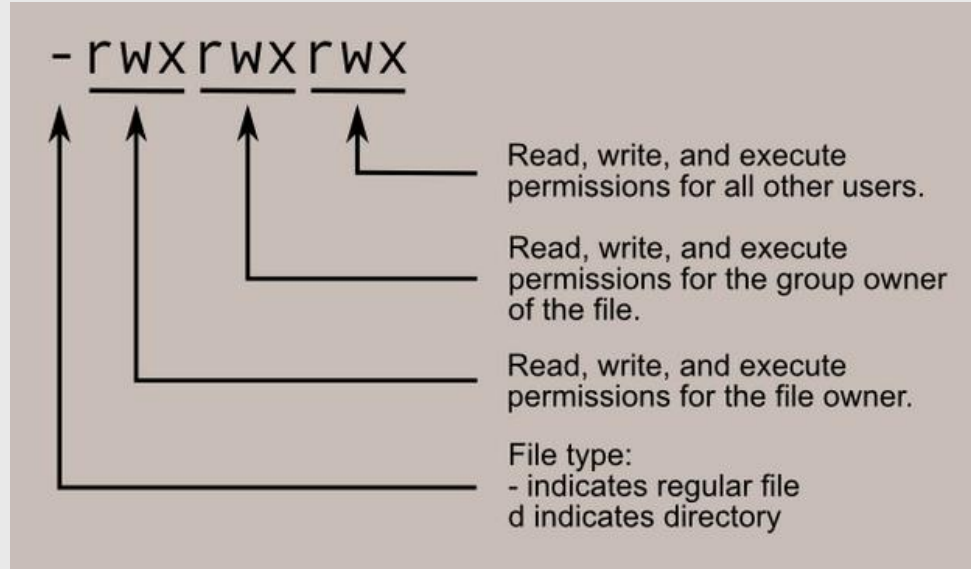 -rwxrwxrwx
Read, write, and execute
permissions for all other users.
Read, write, and execute
permissions for the group owner
of the file.
Read, write, and execute
permissions for the file owner.
File type:
- indicates regular file
d indicates directory